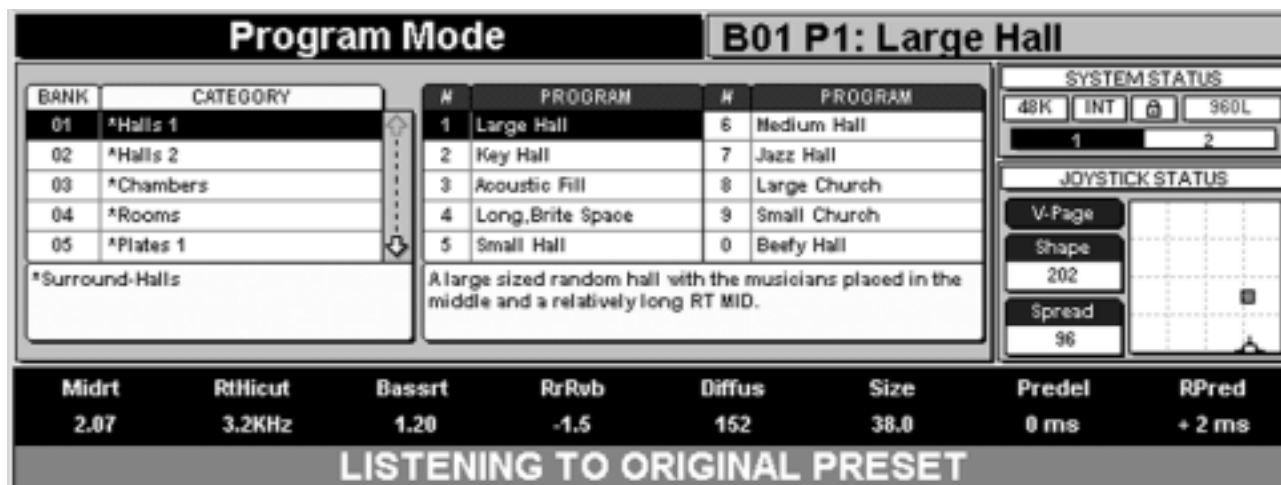 Program Mode
B01 P1: Large Hall
BANK CATEGORY
01 *Halls 1
02 *Halls 2
03 *Chambers
04 *Rooms
05 *Plates 1
*Surround-Halls
# PROGRAM # PROGRAM
1 Large Hall 6 Medium Hall
2 Key Hall 7 Jazz Hall
3 Acoustic Fill 8 Large Church
4 Long,Brite Space 9 Small Church
5 Small Hall 0 Beefy Hall
A large sized random hall with the musicians placed in the
middle and a relatively long RT MID.
SYSTEM STATUS
48K INT 960L
1 2
JOYSTICK STATUS
V-Page
Shape
202
Spread
96
Midrt RtHicut Bassrt RrRvb Diffus Size Predel RPred
2.07 3.2KHz 1.20 -1.5 152 38.0 0 ms + 2 ms
LISTENING TO ORIGINAL PRESET